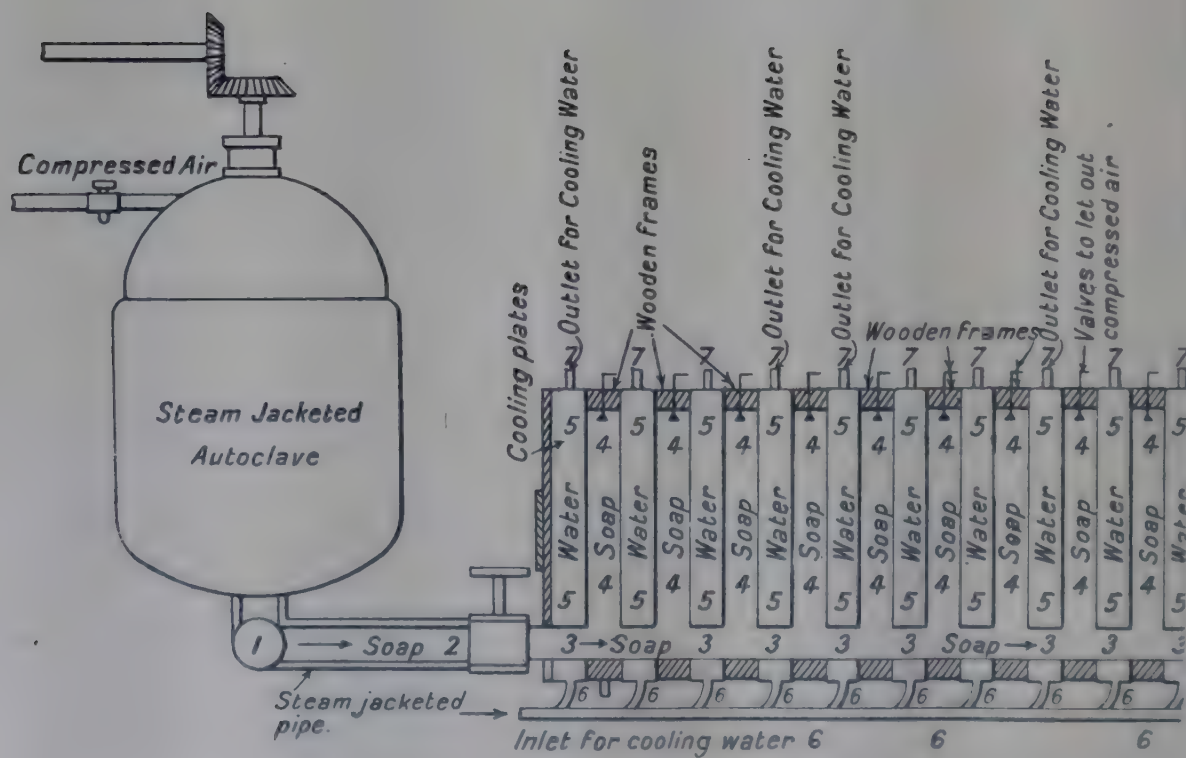 Compressed Air
Steam Jacketed
Autoclave
Cooling plates
Outlet for Cooling Water
Wooden Frames
Outlet for Cooling Water
Outlet for Cooling Water
Wooden Frames
Outlet for Cooling Water
Valves to let out
compressed air
7 7 7 7 7 7 7 7 7 7
5 4 5 4 5 4 5 4 5 4 5 4 5 4 5 4 5 4 5
Water Soap Water Soap Water Soap Water Soap Water Soap Water Soap Water Soap Water Soap Water Soap Water
5 4 5 4 5 4 5 4 5 4 5 4 5 4 5 4 5 4 5
1 → Soap 2 3 → Soap 3 3 3 3 Soap → 3 3 3
6 6 6 6 6 6 6 6 6
Steam jacketed
pipe.
Inlet for cooling water 6 6 6